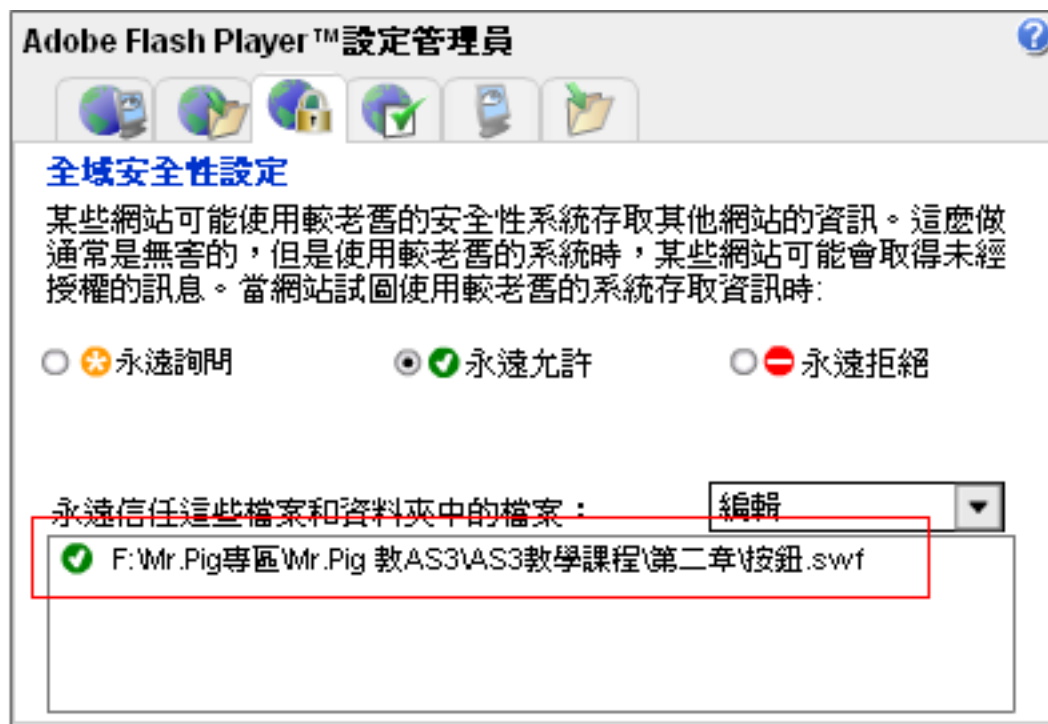 Adobe Flash Player™設定管理員
?
全域安全性設定
某些網站可能使用較老舊的安全性系統存取其他網站的資訊。這麼做
通常是無害的，但是使用較老舊的系統時，某些網站可能會取得未經
授權的訊息。當網站試圖使用較老舊的系統存取資訊時:
永遠詢問 永遠允許 永遠拒絕
永遠信任這些檔案和資料夾中的檔案： 編輯
F:\Mr.Pig專區\Mr.Pig 教AS3\AS3教學課程\第二章\按鈕.swf